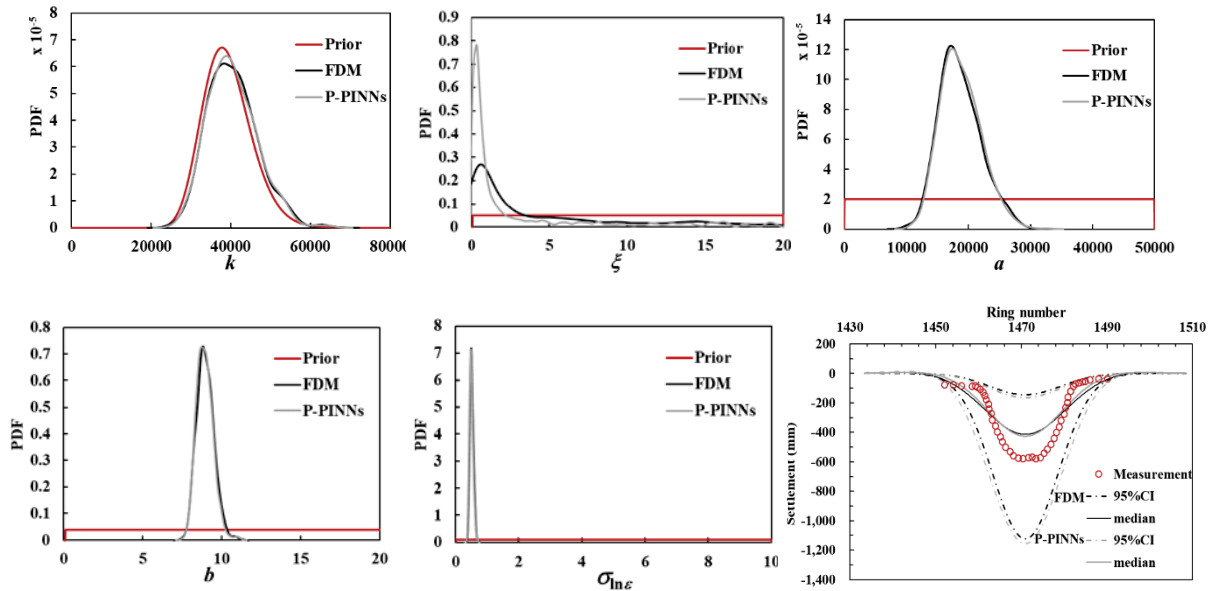 x 10⁻⁵
8
7
6
5
4
3
2
1
0
PDF
Prior
FDM
P-PINNs
0
20000
40000
60000
80000
k
0.9
0.8
0.7
0.6
0.5
0.4
0.3
0.2
0.1
0
PDF
Prior
FDM
P-PINNs
0
5
10
15
20
ξ
x 10⁻⁵
14
12
10
8
6
4
2
0
PDF
Prior
FDM
P-PINNs
0
10000
20000
30000
40000
50000
a
0.8
0.7
0.6
0.5
0.4
0.3
0.2
0.1
0
PDF
Prior
FDM
P-PINNs
0
5
10
15
20
b
8
7
6
5
4
3
2
1
0
PDF
Prior
FDM
P-PINNs
0
2
4
6
8
10
σlnε
Ring number
1430
1450
1470
1490
1510
200
0
-200
-400
-600
-800
-1,000
-1,200
-1,400
Settlement (mm)
Measurement
FDM
95%CI
median
P-PINNs
95%CI
median